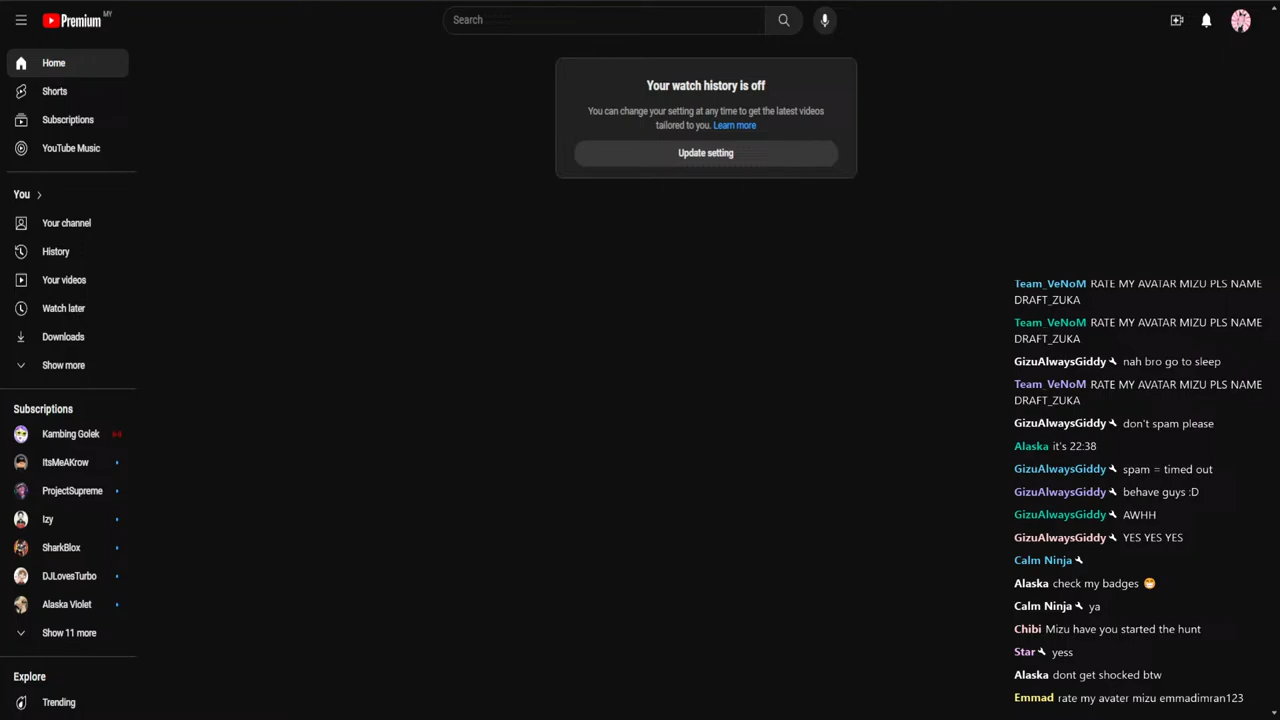 Premium MY
Search
Home
Shorts
Subscriptions
YouTube Music
You
Your channel
History
Your videos
Watch later
Downloads
Show more
Subscriptions
Kambing Golek
ItsMeAKrow
ProjectSupreme
Izy
SharkBlox
DJLovesTurbo
Alaska Violet
Show 11 more
Explore
Trending
Your watch history is off
You can change your setting at any time to get the latest videos
tailored to you. Learn more
Update setting
Team_VeNoM RATE MY AVATAR MIZU PLS NAME
DRAFT_ZUKA
Team_VeNoM RATE MY AVATAR MIZU PLS NAME
DRAFT_ZUKA
GizuAlwaysGiddy nah bro go to sleep
Team_VeNoM RATE MY AVATAR MIZU PLS NAME
DRAFT_ZUKA
GizuAlwaysGiddy don't spam please
Alaska it's 22:38
GizuAlwaysGiddy spam = timed out
GizuAlwaysGiddy behave guys :D
GizuAlwaysGiddy AWHH
GizuAlwaysGiddy YES YES YES
Calm Ninja
Alaska check my badges 😁
Calm Ninja ya
Chibi Mizu have you started the hunt
Star yess
Alaska dont get shocked btw
Emmad rate my avater mizu emmadimran123